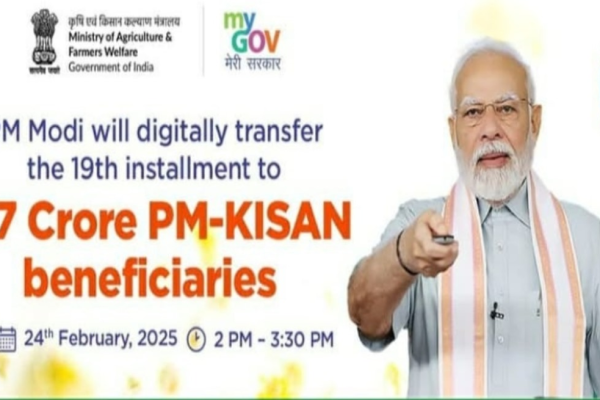 कृषि एवं किसान कल्याण मंत्रालय
Ministry of Agriculture &
Farmers Welfare
Government of India
सत्यमेव जयते
my
GOV
मेरी सरकार
PM Modi will digitally transfer
the 19th installment to
7 Crore PM-KISAN
beneficiaries
24th February, 2025 2 PM – 3:30 PM